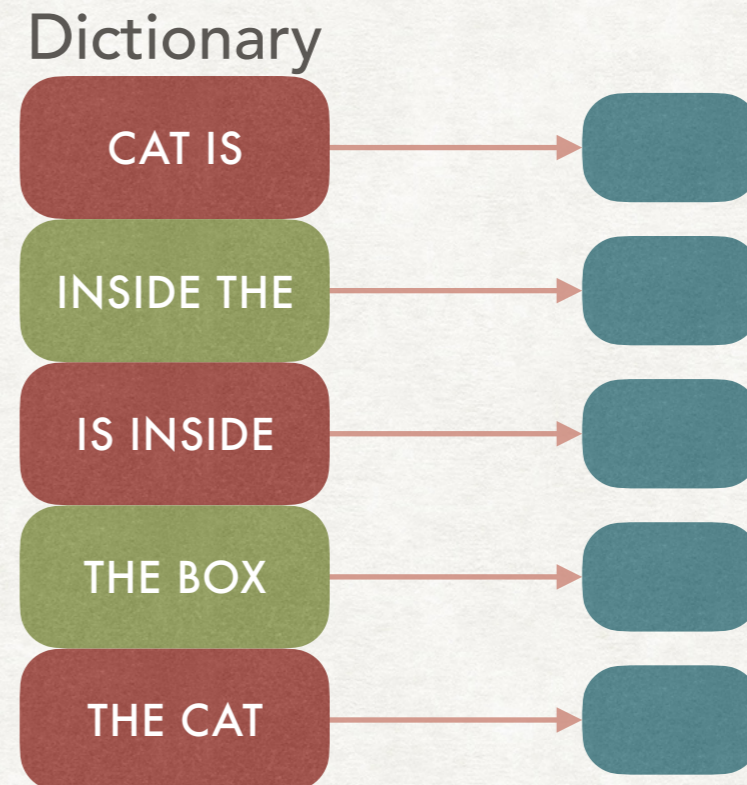 Dictionary
CAT IS
INSIDE THE
IS INSIDE
THE BOX
THE CAT